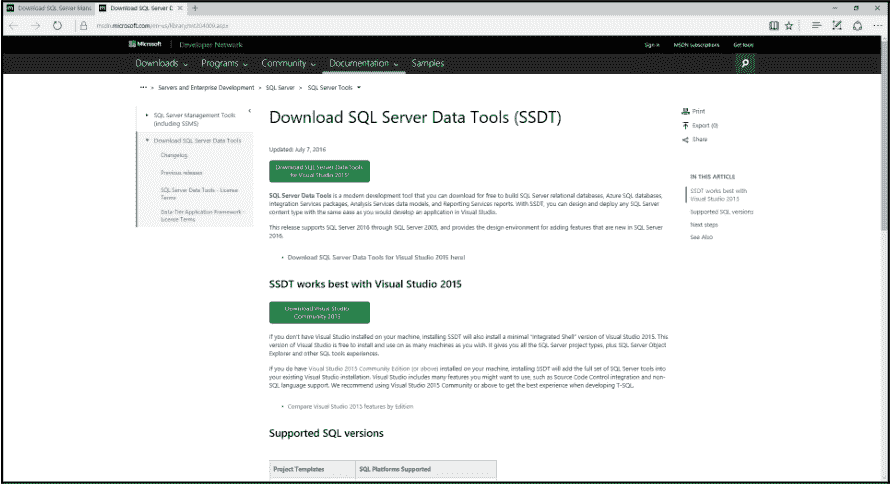 Download SQL Server Mana
Download SQL Server D
msdn.microsoft.com/en-us/library/mt204009.aspx
Microsoft Developer Network
Sign in MSDN subscriptions Get tools
Downloads Programs Community Documentation Samples
... > Servers and Enterprise Development > SQL Server > SQL Server Tools
SQL Server Management Tools
(including SSMS)
Download SQL Server Data Tools
Changelog
Previous releases
SQL Server Data Tools - License
Terms
Data-Tier Application Framework -
License Terms
Download SQL Server Data Tools (SSDT)
Updated: July 7, 2016
Download SQL Server Data Tools
for Visual Studio 2015!
SQL Server Data Tools is a modern development tool that you can download for free to build SQL Server relational databases, Azure SQL databases,
Integration Services packages, Analysis Services data models, and Reporting Services reports. With SSDT, you can design and deploy any SQL Server
content type with the same ease as you would develop an application in Visual Studio.
This release supports SQL Server 2016 through SQL Server 2005, and provides the design environment for adding features that are new in SQL Server
2016.
• Download SQL Server Data Tools for Visual Studio 2015 here!
SSDT works best with Visual Studio 2015
Download Visual Studio
Community 2015
If you don't have Visual Studio installed on your machine, installing SSDT will also install a minimal "Integrated Shell" version of Visual Studio 2015. This
version of Visual Studio is free to install and use on as many machines as you wish. It gives you all the SQL Server project types, plus SQL Server Object
Explorer and other SQL tools experiences.
If you do have Visual Studio 2015 Community Edition (or above) installed on your machine, installing SSDT will add the full set of SQL Server tools into
your existing Visual Studio installation. Visual Studio includes many features you might want to use, such as Source Code Control integration and non-
SQL language support. We recommend using Visual Studio 2015 Community or above to get the best experience when developing T-SQL.
• Compare Visual Studio 2015 features by Edition
Supported SQL versions
Project Templates SQL Platforms Supported
Print
Export (0)
Share
IN THIS ARTICLE
SSDT works best with
Visual Studio 2015
Supported SQL versions
Next steps
See Also